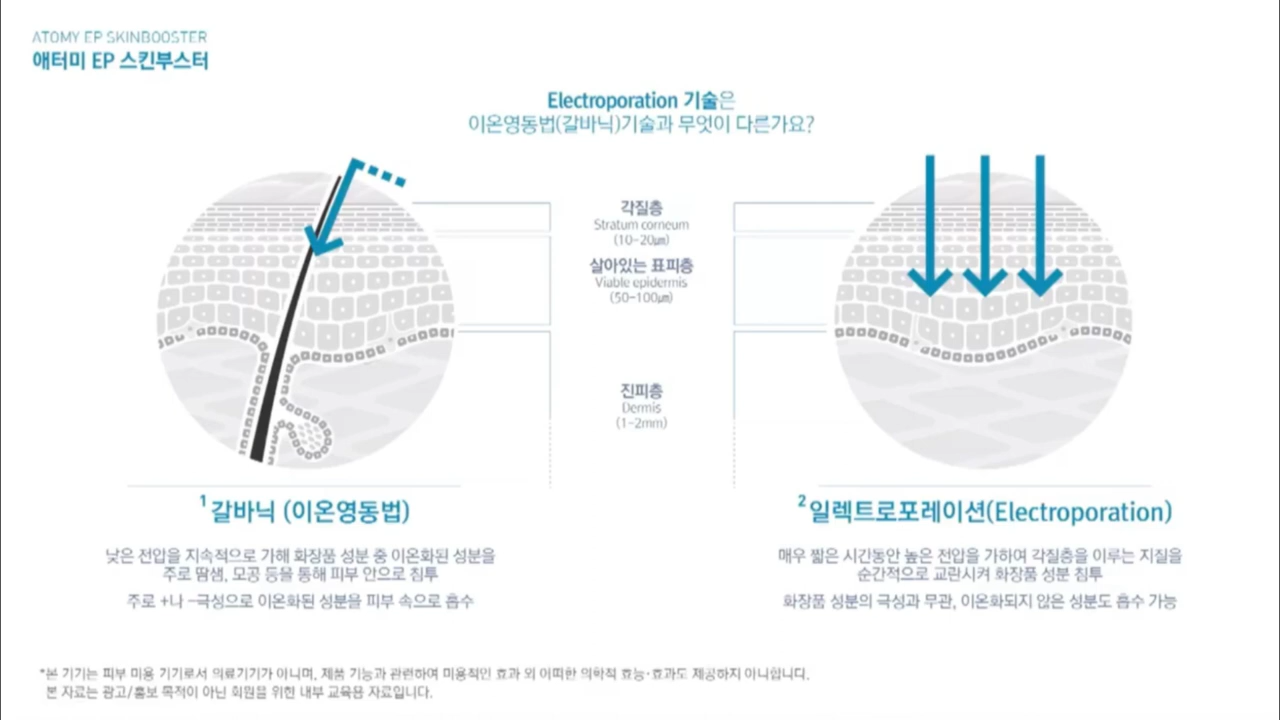 ATOMY EP SKINBOOSTER
애터미 EP 스킨부스터
Electroporation 기술은
이온영동법(갈바닉)기술과 무엇이 다른가요?
각질층
Stratum corneum
(10-20㎛)
살아있는 표피층
Viable epidermis
(50-100㎛)
진피층
Dermis
(1-2mm)
1 갈바닉 (이온영동법)
낮은 전압을 지속적으로 가해 화장품 성분 중 이온화된 성분을
주로 땀샘, 모공 등을 통해 피부 안으로 침투
주로 +나 -극성으로 이온화된 성분을 피부 속으로 흡수
2 일렉트로포레이션(Electroporation)
매우 짧은 시간동안 높은 전압을 가하여 각질층을 이루는 지질을
순간적으로 교란시켜 화장품 성분 침투
화장품 성분의 극성과 무관, 이온화되지 않은 성분도 흡수 가능
*본 기기는 피부 미용 기기로서 의료기기가 아니며, 제품 기능과 관련하여 미용적인 효과 외 어떠한 의학적 효능·효과도 제공하지 아니합니다.
본 자료는 광고/홍보 목적이 아닌 회원을 위한 내부 교육용 자료입니다.